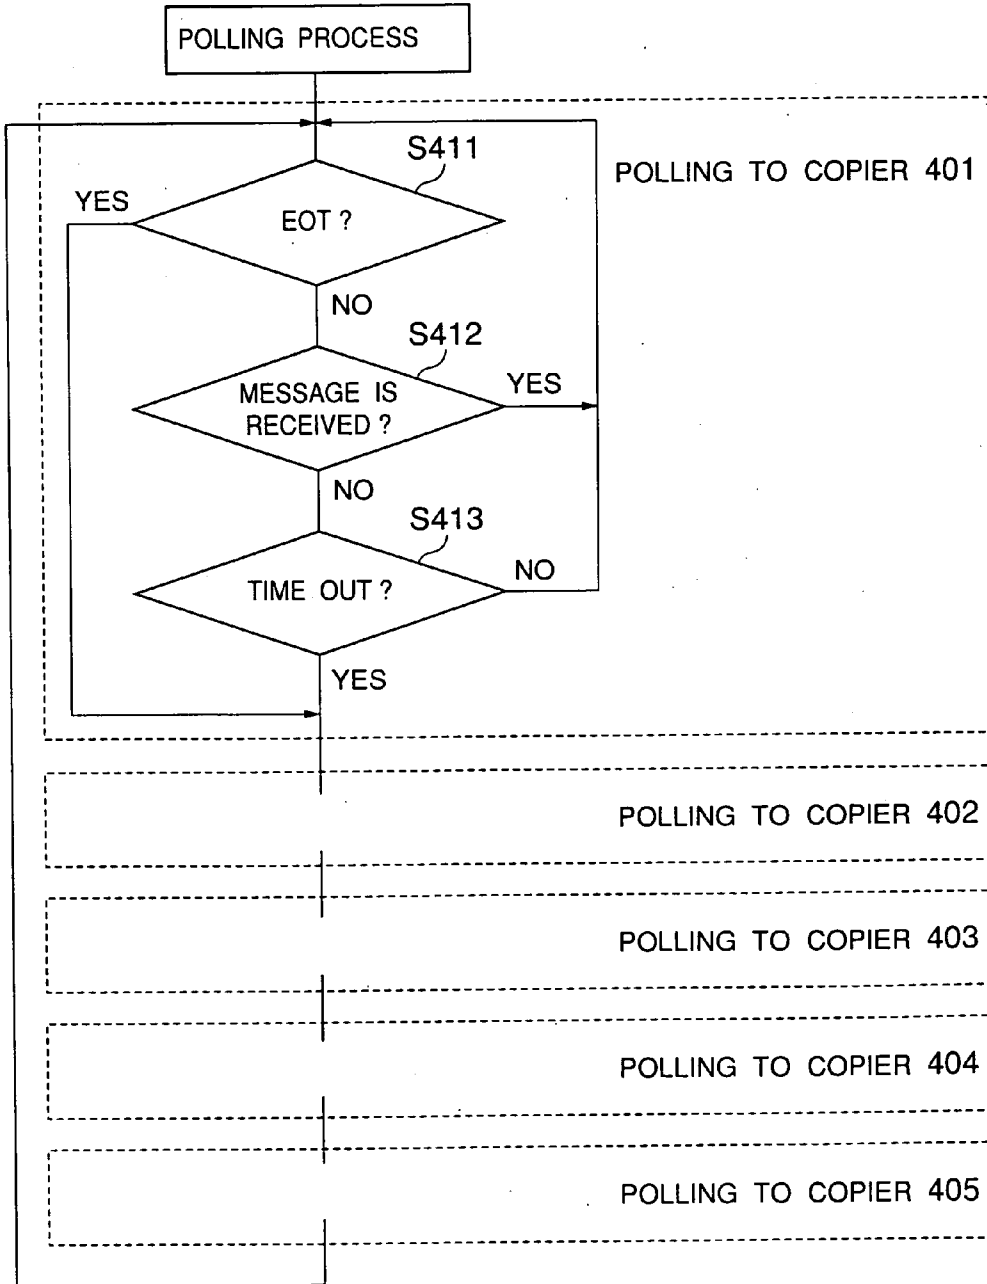 POLLING PROCESS
S411
POLLING TO COPIER 401
YES
EOT ?
NO
S412
MESSAGE IS
RECEIVED ?
YES
NO
S413
TIME OUT ?
NO
YES
POLLING TO COPIER 402
POLLING TO COPIER 403
POLLING TO COPIER 404
POLLING TO COPIER 405